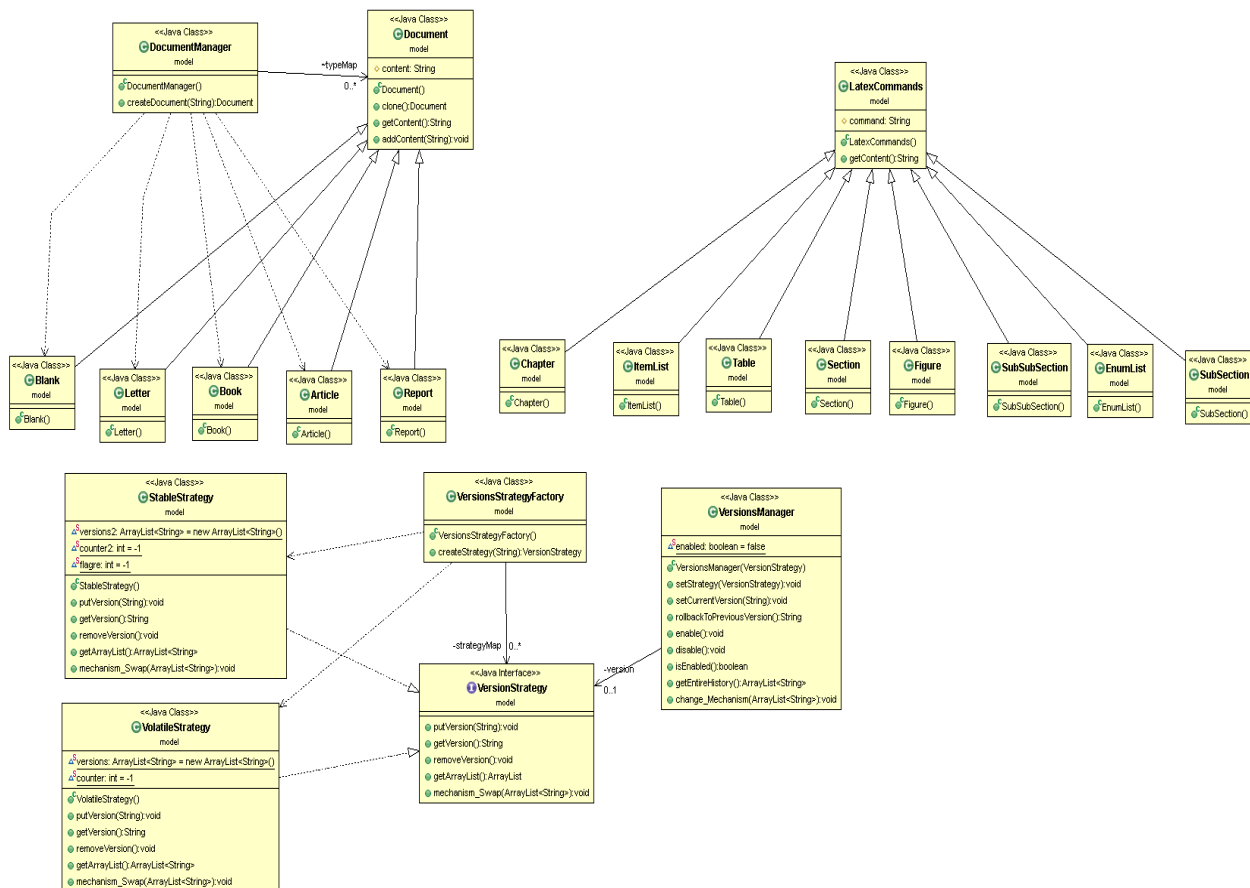 <<Java Class>>
DocumentManager
model
DocumentManager()
createDocument(String):Document
~typeMap
0..*
<<Java Class>>
Document
model
content: String
Document()
clone():Document
getContent():String
addContent(String):void
<<Java Class>>
LatexCommands
model
command: String
LatexCommands()
getContent():String
<<Java Class>>
Blank
model
Blank()
<<Java Class>>
Letter
model
Letter()
<<Java Class>>
Book
model
Book()
<<Java Class>>
Article
model
Article()
<<Java Class>>
Report
model
Report()
<<Java Class>>
Chapter
model
Chapter()
<<Java Class>>
ItemList
model
ItemList()
<<Java Class>>
Table
model
Table()
<<Java Class>>
Section
model
Section()
<<Java Class>>
Figure
model
Figure()
<<Java Class>>
SubSubSection
model
SubSubSection()
<<Java Class>>
EnumList
model
EnumList()
<<Java Class>>
SubSection
model
SubSection()
<<Java Class>>
StableStrategy
model
versions2: ArrayList<String> = new ArrayList<String>()
counter2: int = -1
flagre: int = -1
StableStrategy()
putVersion(String):void
getVersion():String
removeVersion():void
getArrayList():ArrayList<String>
mechanism_Swap(ArrayList<String>):void
<<Java Class>>
VersionsStrategyFactory
model
VersionsStrategyFactory()
createStrategy(String):VersionStrategy
-strategyMap
0..*
<<Java Class>>
VersionsManager
model
enabled: boolean = false
VersionsManager(VersionStrategy)
setStrategy(VersionStrategy):void
setCurrentVersion(String):void
rollbackToPreviousVersion():String
enable():void
disable():void
isEnabled():boolean
getEntireHistory():ArrayList<String>
change_Mechanism(ArrayList<String>):void
-version
0..1
<<Java Interface>>
VersionStrategy
model
putVersion(String):void
getVersion():String
removeVersion():void
getArrayList():ArrayList
mechanism_Swap(ArrayList<String>):void
<<Java Class>>
VolatileStrategy
model
versions: ArrayList<String> = new ArrayList<String>()
counter: int = -1
VolatileStrategy()
putVersion(String):void
getVersion():String
removeVersion():void
getArrayList():ArrayList<String>
mechanism_Swap(ArrayList<String>):void